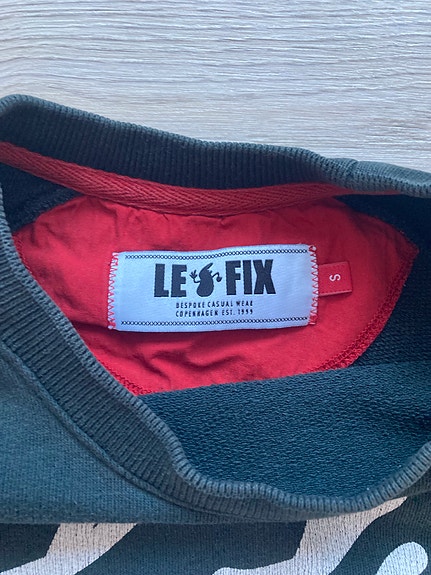 LE FIX
BESPOKE CASUAL WEAR
COPENHAGEN EST. 1999
S